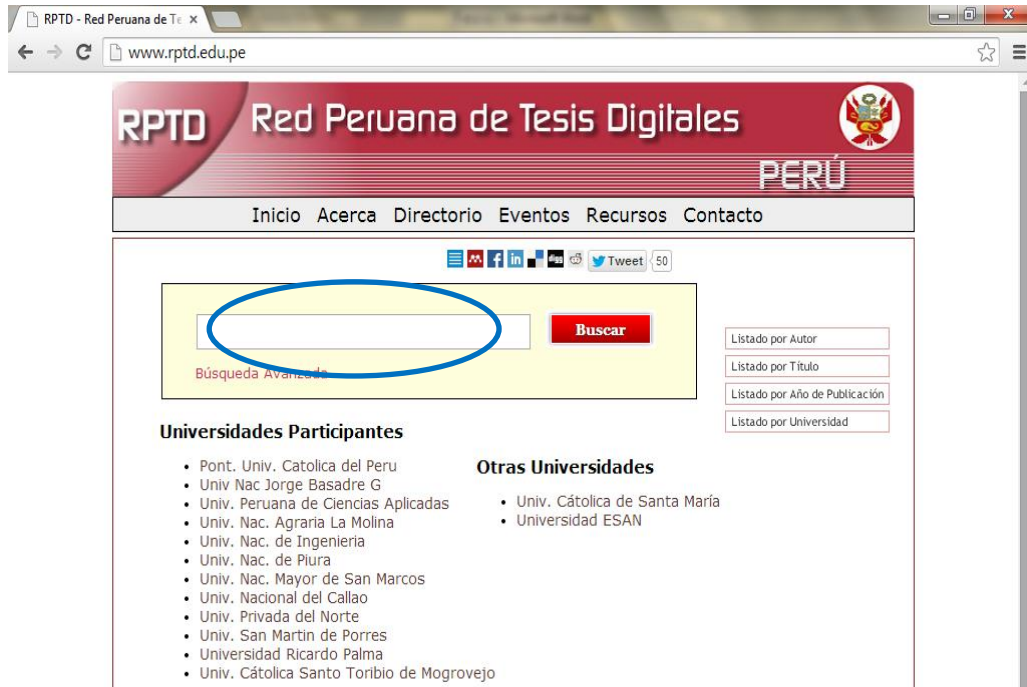 RPTD - Red Peruana de Te
www.rptd.edu.pe
RPTD Red Peruana de Tesis Digitales
PERÚ
Inicio Acerca Directorio Eventos Recursos Contacto
Tweet 50
Buscar
Búsqueda Avanzada
Listado por Autor
Listado por Título
Listado por Año de Publicación
Listado por Universidad
Universidades Participantes
• Pont. Univ. Catolica del Peru
• Univ Nac Jorge Basadre G
• Univ. Peruana de Ciencias Aplicadas
• Univ. Nac. Agraria La Molina
• Univ. Nac. de Ingenieria
• Univ. Nac. de Piura
• Univ. Nac. Mayor de San Marcos
• Univ. Nacional del Callao
• Univ. Privada del Norte
• Univ. San Martin de Porres
• Universidad Ricardo Palma
• Univ. Cátolica Santo Toribio de Mogrovejo
Otras Universidades
• Univ. Cátolica de Santa María
• Universidad ESAN